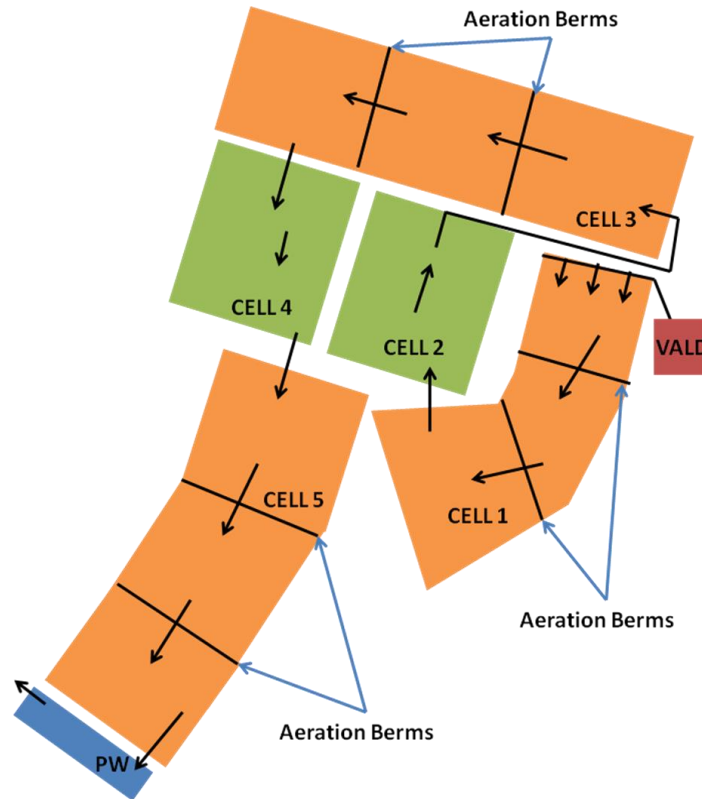 Aeration Berms
CELL 3
CELL 4
CELL 2
VALD
CELL 5
CELL 1
Aeration Berms
Aeration Berms
PW